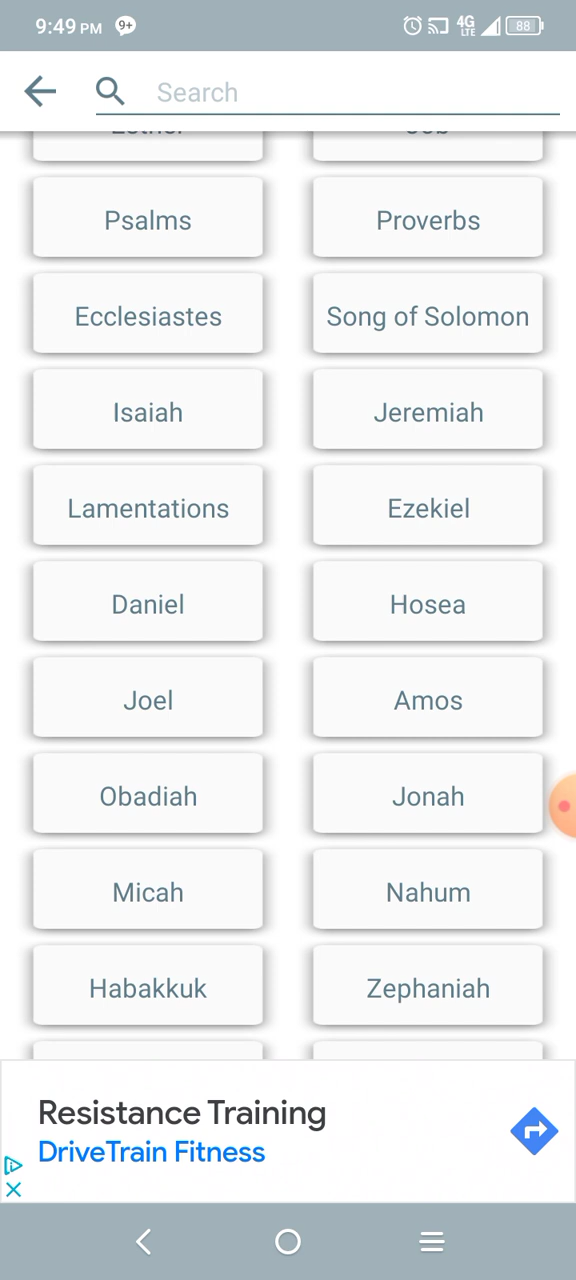 9:49 PM 9+ 4G LTE 88
Search
Psalms Proverbs
Ecclesiastes Song of Solomon
Isaiah Jeremiah
Lamentations Ezekiel
Daniel Hosea
Joel Amos
Obadiah Jonah
Micah Nahum
Habakkuk Zephaniah
Resistance Training
DriveTrain Fitness